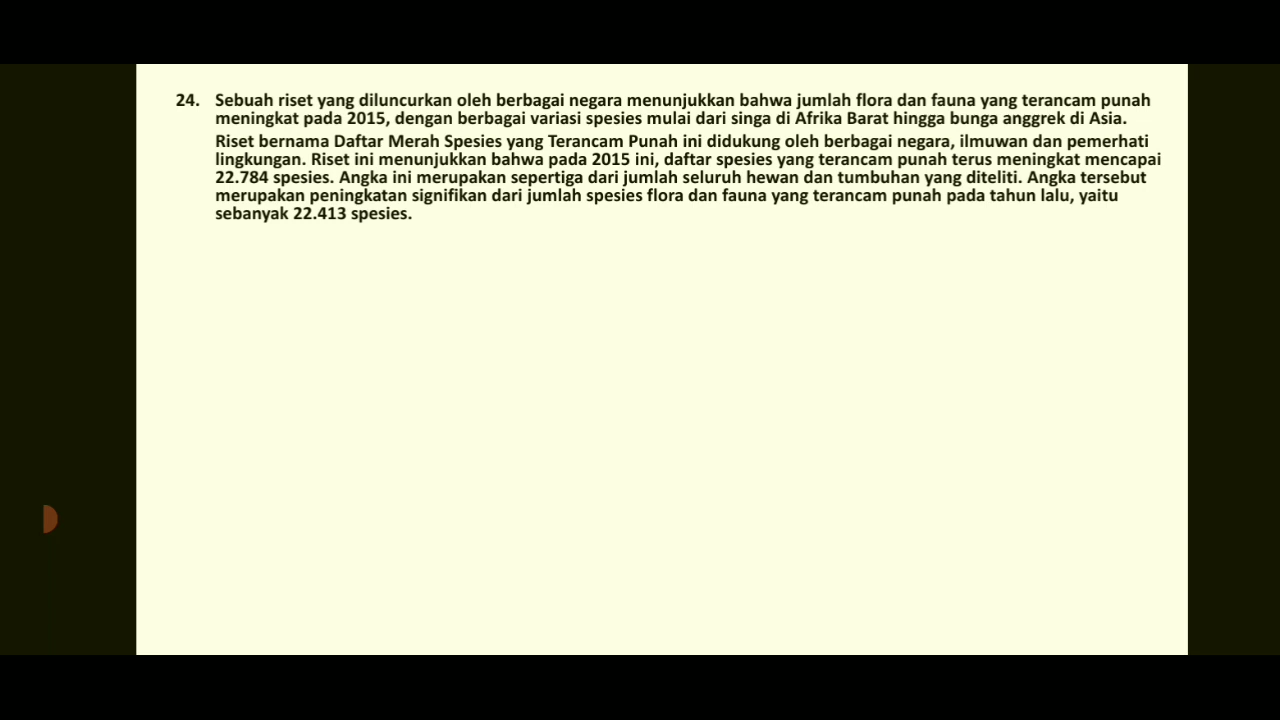 24. Sebuah riset yang diluncurkan oleh berbagai negara menunjukkan bahwa jumlah flora dan fauna yang terancam punah
meningkat pada 2015, dengan berbagai variasi spesies mulai dari singa di Afrika Barat hingga bunga anggrek di Asia.
Riset bernama Daftar Merah Spesies yang Terancam Punah ini didukung oleh berbagai negara, ilmuwan dan pemerhati
lingkungan. Riset ini menunjukkan bahwa pada 2015 ini, daftar spesies yang terancam punah terus meningkat mencapai
22.784 spesies. Angka ini merupakan sepertiga dari jumlah seluruh hewan dan tumbuhan yang diteliti. Angka tersebut
merupakan peningkatan signifikan dari jumlah spesies flora dan fauna yang terancam punah pada tahun lalu, yaitu
sebanyak 22.413 spesies.